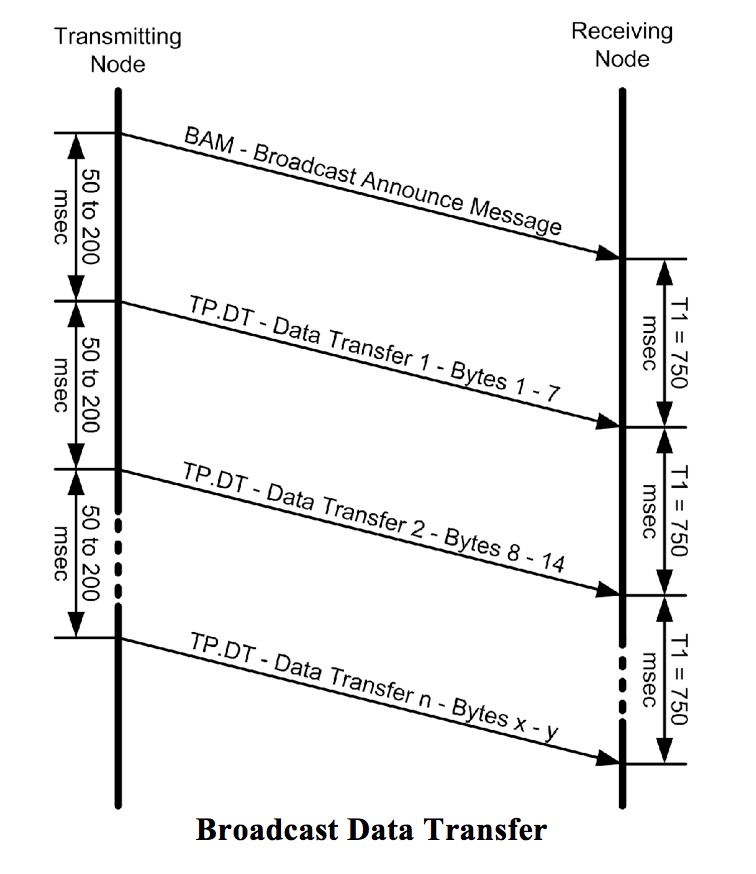 Transmitting
Node
Receiving
Node
BAM - Broadcast Announce Message
50 to 200
msec
T1 = 750
msec
TP.DT - Data Transfer 1 - Bytes 1 - 7
50 to 200
msec
T1 = 750
msec
TP.DT - Data Transfer 2 - Bytes 8 - 14
50 to 200
msec
T1 = 750
msec
TP.DT - Data Transfer n - Bytes x - y
Broadcast Data Transfer